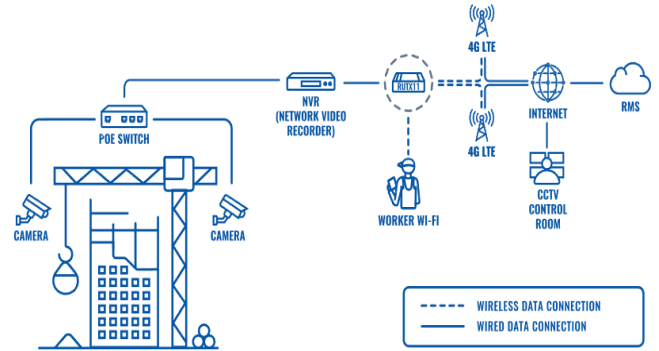 4G LTE
RUTX11
NVR
(NETWORK VIDEO
RECORDER)
INTERNET
RMS
POE SWITCH
4G LTE
CAMERA
CAMERA
WORKER WI-FI
CCTV
CONTROL
ROOM
WIRELESS DATA CONNECTION
WIRED DATA CONNECTION